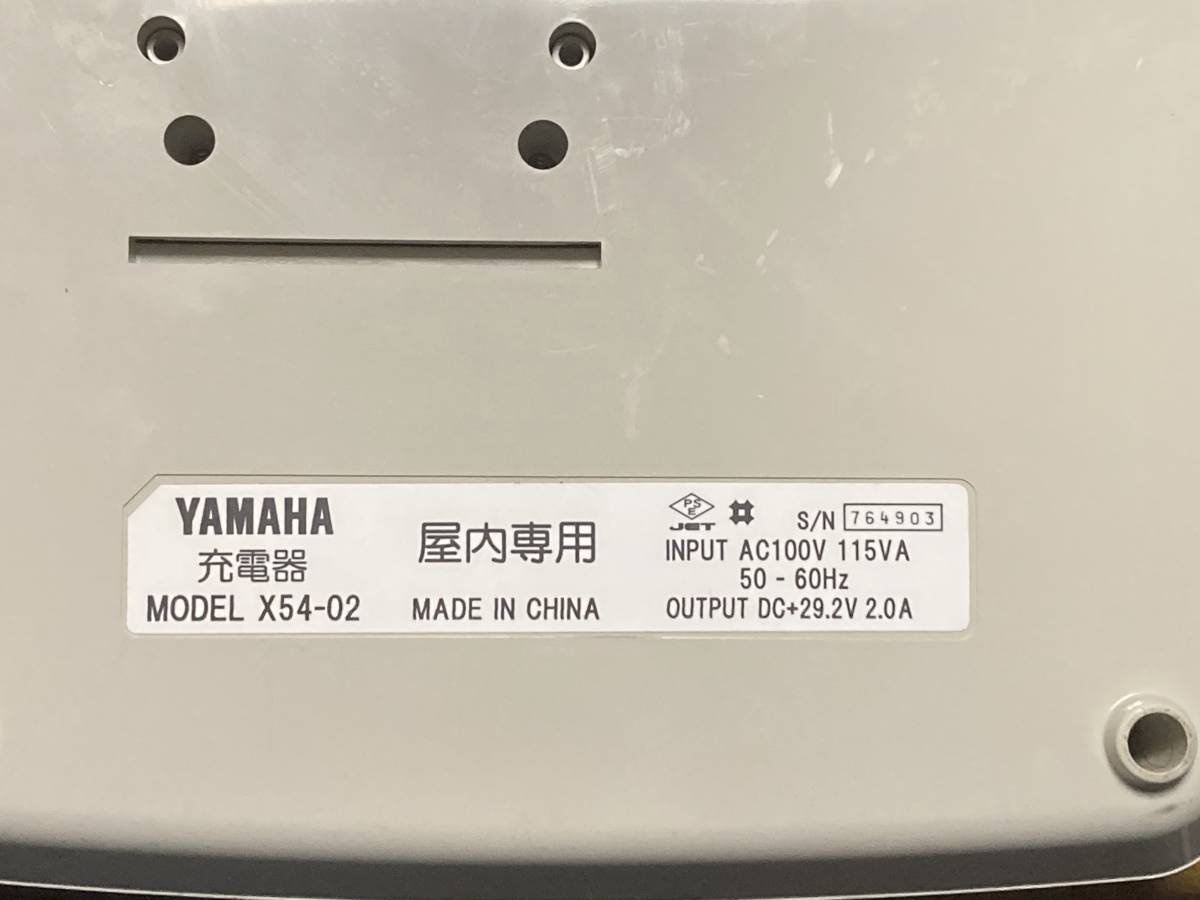 YAMAHA
充電器
MODEL X54-02
屋内専用
MADE IN CHINA
PS
E
JET
S/N 764903
INPUT AC100V 115VA
50 - 60Hz
OUTPUT DC+29.2V 2.0A